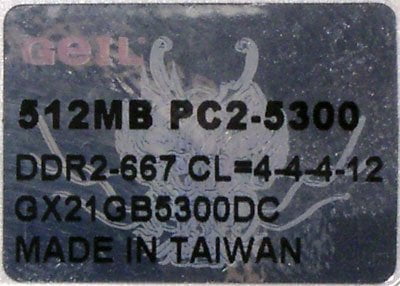 GeIL
512MB PC2-5300
DDR2-667 CL=4-4-4-12
GX21GB5300DC
MADE IN TAIWAN